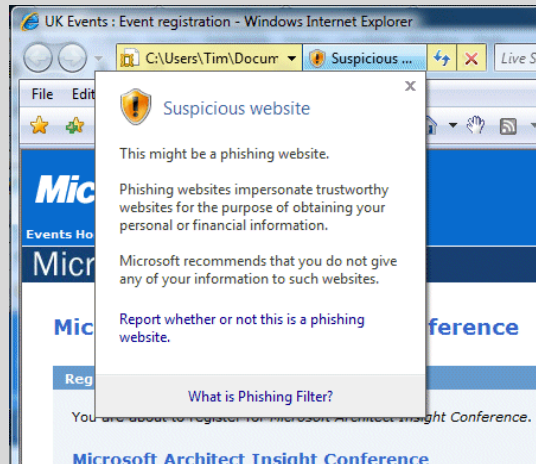 UK Events : Event registration - Windows Internet Explorer
C:\Users\Tim\Docum
Suspicious ...
Live S
File Edit
Suspicious website
This might be a phishing website.
Phishing websites impersonate trustworthy
websites for the purpose of obtaining your
personal or financial information.
Microsoft recommends that you do not give
any of your information to such websites.
Report whether or not this is a phishing
website.
What is Phishing Filter?
Mic
Events Ho
Micr
Mic ference
Reg
You are about to register for Microsoft Architect Insight Conference.
Microsoft Architect Insight Conference